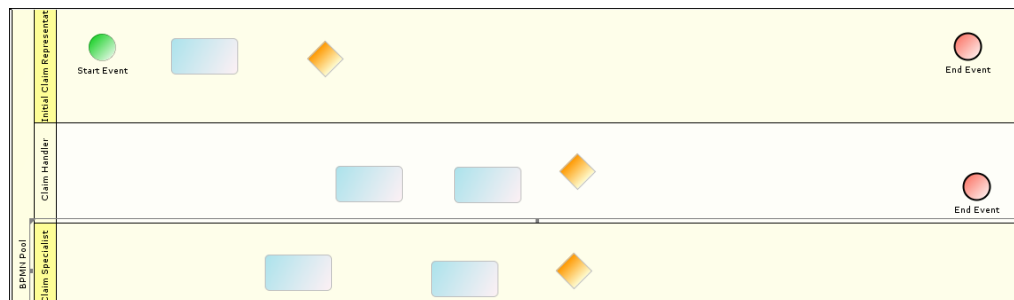 BPMN Pool
Initial Claim Representat
Start Event
End Event
Claim Handler
End Event
Claim Specialist